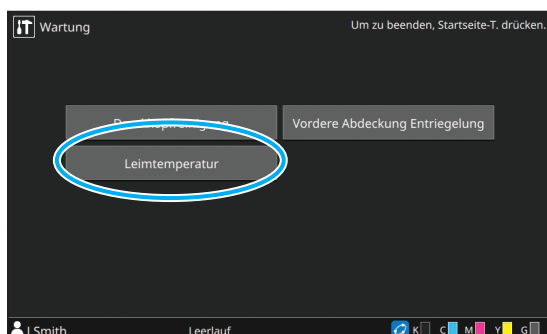 Wartung
Um zu beenden, Startseite-T. drücken.
Vordere Abdeckung Entriegelung
Leimtemperatur
J.Smith
Leerlauf
K C M Y G